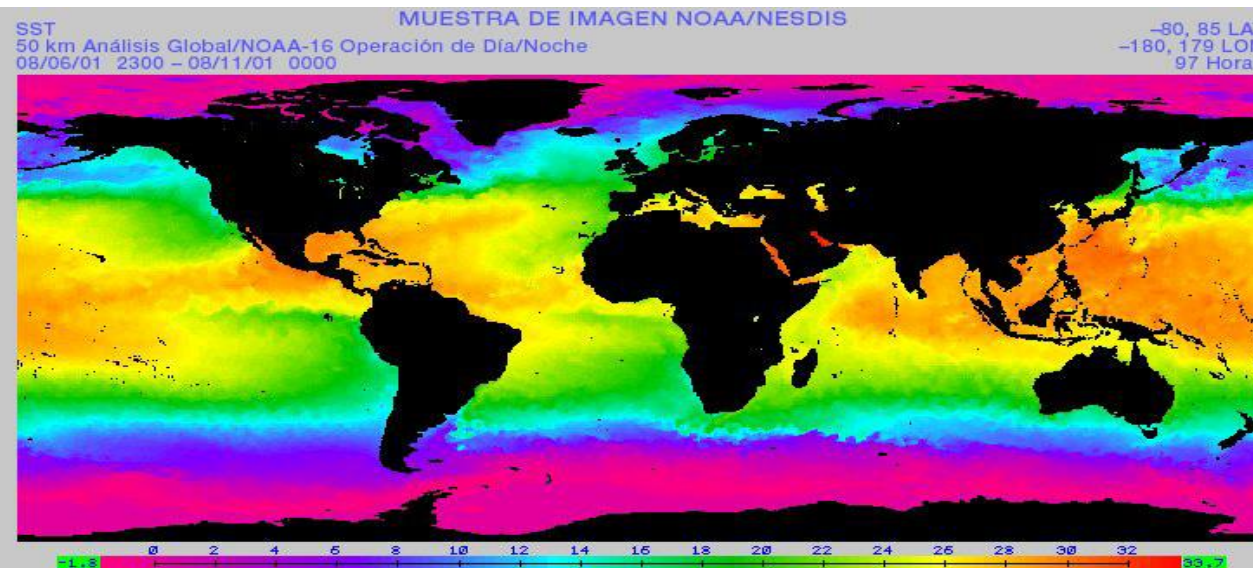 MUESTRA DE IMAGEN NOAA/NESDIS
SST
50 km Análisis Global/NOAA-16 Operación de Día/Noche
08/06/01 2300 – 08/11/01 0000
–80, 85 LA
–180, 179 LO
97 Hora
0 2 4 6 8 10 12 14 16 18 20 22 24 26 28 30 32
-1.8 33.7